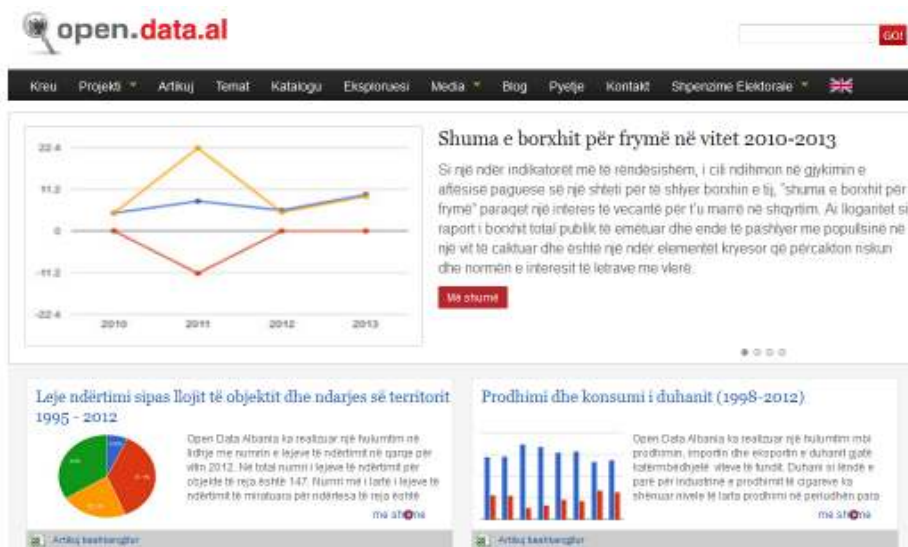 open.data.al
GO!
Kreu Projekti Artikuj Temat Katalogu Eksploruesi Media Blog Pyetje Kontakt Shpenzime Elektorale
22.4
11.2
0
-11.2
-22.4
2010 2011 2012 2013
Shuma e borxhit për frymë në vitet 2010-2013
Si një ndër indikatorët më të rëndësishëm, i cili ndihmon në gjykimin e
aftësisë paguese së një shteti për të shlyer borxhin e tij, "shuma e borxhit për
frymë" paraqet një interes të vecantë për t'u marrë në shqyrtim. Ai llogaritet si
raport i borxhit total publik të emëtuar dhe ende të pashlyer me popullsinë në
një vit të caktuar dhe është një ndër elementët kryesor që përcakton riskun
dhe normën e interesit të letrave me vlerë.
Më shumë
Leje ndërtimi sipas llojit të objektit dhe ndarjes së territorit
1995 - 2012
Open Data Albania ka realizuar një hulumtim në
lidhje me numrin e lejeve të ndërtimit në qarqe për
vitin 2012. Në total numri i lejeve të ndërtimit për
objekte të reja është 147. Numri më i lartë i lejeve të
ndërtimit të miratuara për ndërtesa të reja është
më shumë
Artikuj bashkangjitur
Prodhimi dhe konsumi i duhanit (1998-2012)
Open Data Albania ka realizuar një hulumtim mbi
prodhimin, importin dhe eksportin e duhanit gjatë
katërmbëdhjetë viteve të fundit. Duhani si lëndë e
parë për industrinë e prodhimit të cigareve ka
shënuar nivele të larta prodhimi në periudhën para
më shumë
Artikuj bashkangjitur